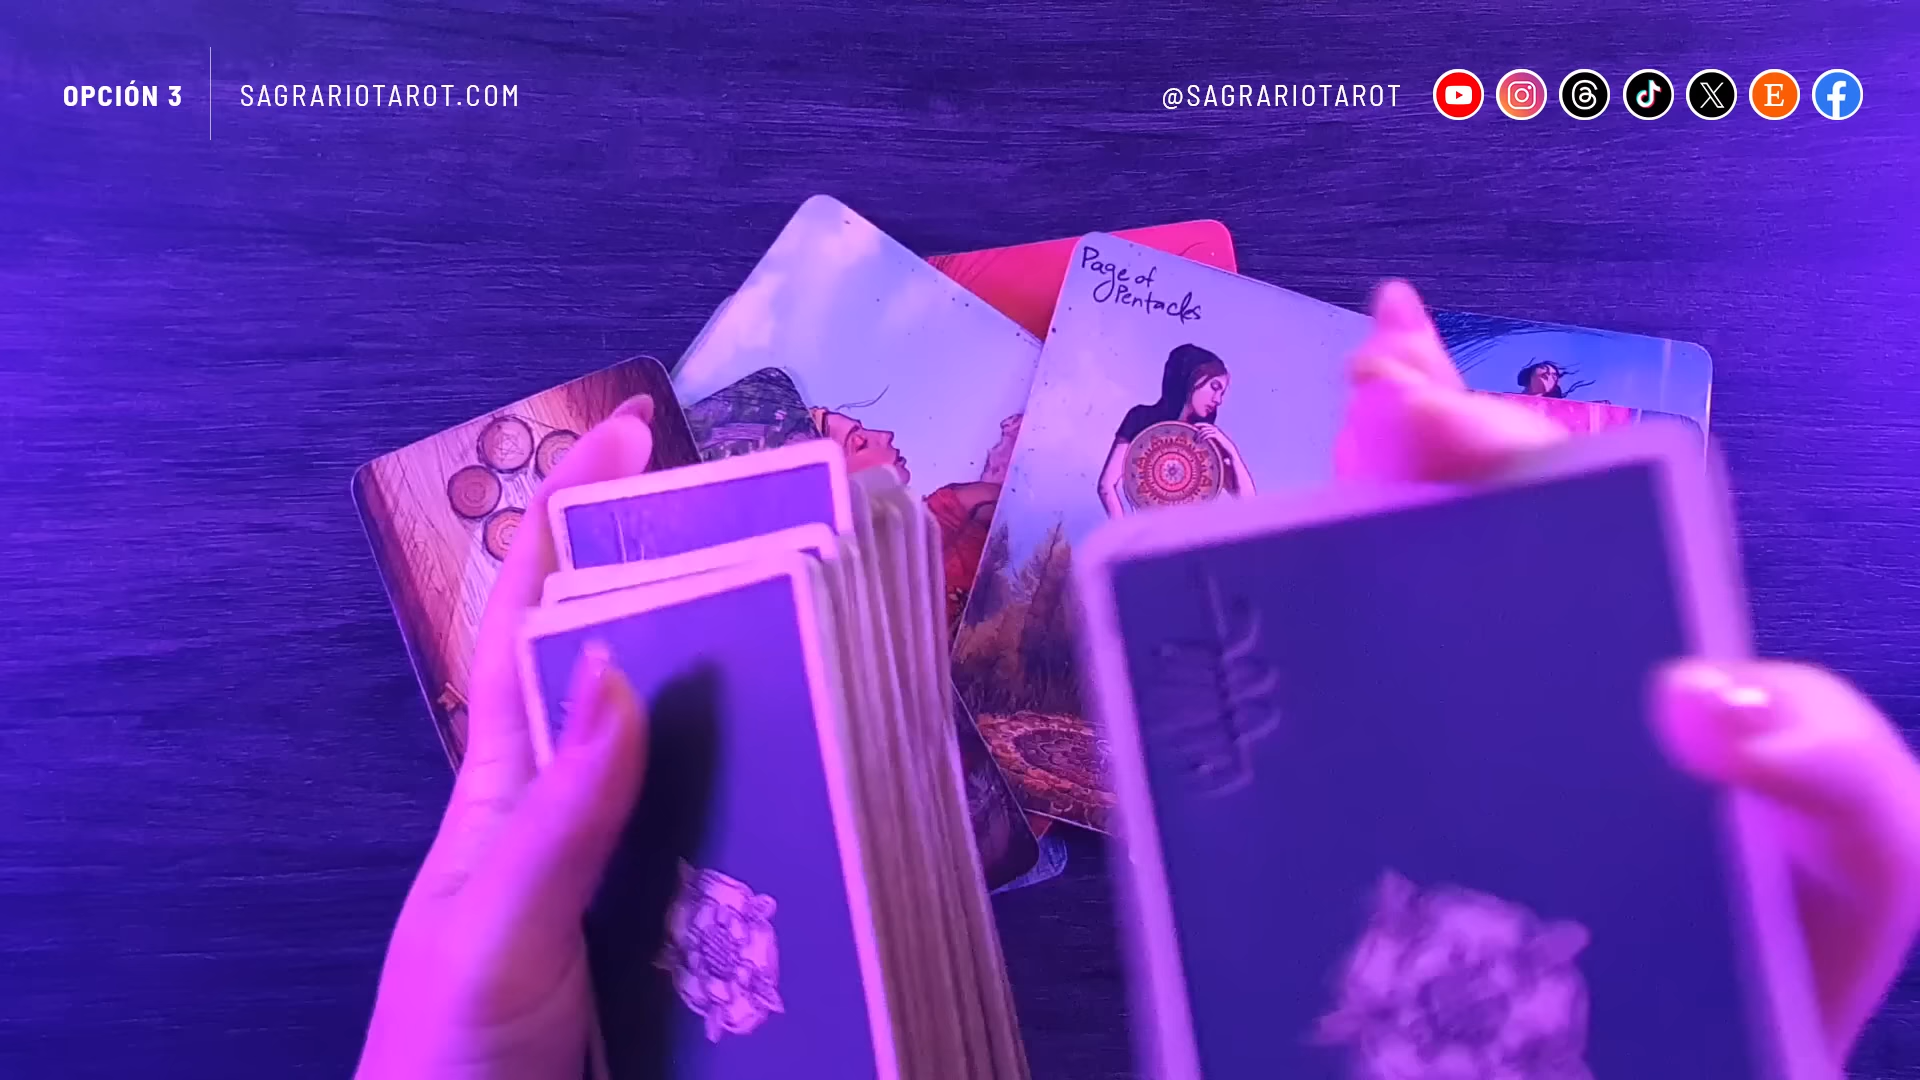 OPCIÓN 3
SAGRARIOTAROT.COM
@SAGRARIOTAROT
E
Page of
Pentacles